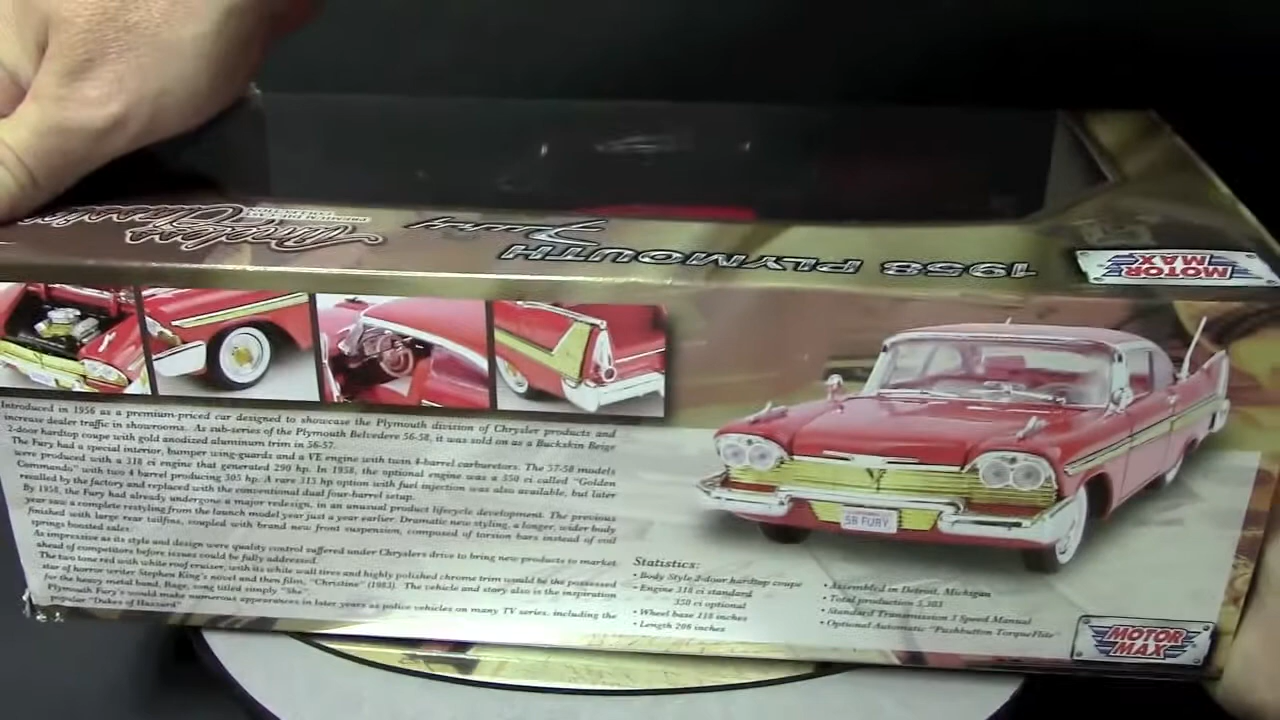 Timeless Classics
1958 PLYMOUTH Fury
MOTOR MAX
Introduced in 1956 as a premium-priced car designed to showcase the Plymouth division of Chrysler products and
increase dealer traffic in showrooms. As sub-series of the Plymouth Belvedere 56-58, it was sold on as a Buckskin Beige
2-door hardtop coupe with gold anodized aluminum trim in 56-57.
The Fury had a special interior, bumper wing-guards and a VE engine with twin 4-barrel carburetors. The 57-58 models
were produced with a 318 ci engine that generated 290 hp. In 1958, the optional engine was a 350 ci called "Golden
Commando" with two 4 barrel producing 305 hp. A rare 315 hp option with fuel injection was also available, but later
recalled by the factory and replaced with the conventional dual four-barrel setup.
By 1958, the Fury had already undergone a major redesign, in an unusual product lifecycle development. The previous
year saw a complete restyling from the launch model year just a year earlier. Dramatic new styling, a longer, wider body
finished with large rear tailfins, coupled with brand new front suspension, composed of torsion bars instead of coil
springs boosted sales.
As impressive as its style and design were quality control suffered under Chryslers drive to bring new products to market
ahead of competitors before issues could be fully addressed.
The two tone red with white roof cruiser, with its white wall tires and highly polished chrome trim would be the possessed
star of horror writer Stephen King's novel and then film, "Christine" (1983). The vehicle and story also is the inspiration
for the heavy metal band, Rage, song titled simply "She"
Plymouth Fury's would make numerous appearances in later years as police vehicles on many TV series, including the
popular "Dukes of Hazzard"
58 FURY
Statistics:
• Body Style 2-door hardtop coupe
• Engine 318 ci standard
350 ci optional
• Wheel base 118 inches
• Length 206 inches
• Assembled in Detroit, Michigan
• Total production 5,303
• Standard Transmission 3 Speed Manual
• Optional Automatic "Pushbutton TorqueFlite"
MOTOR MAX